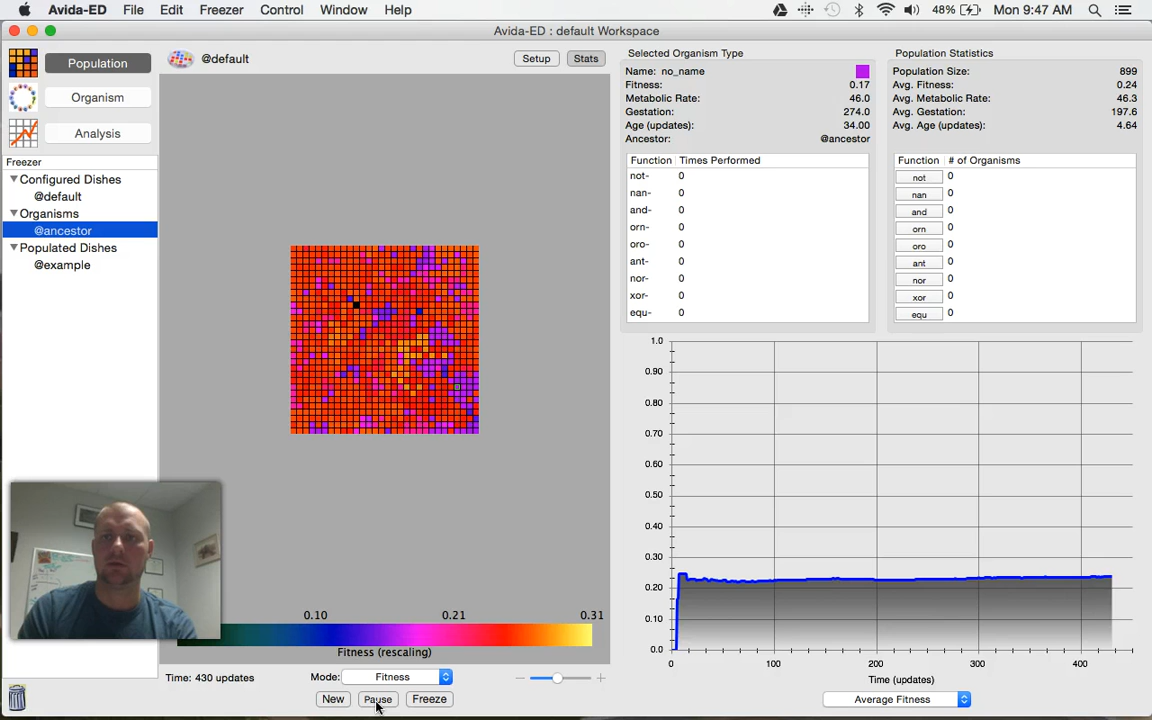 Avida-ED File Edit Freezer Control Window Help 48% Mon 9:47 AM
Avida-ED : default Workspace
Population
Organism
Analysis
Freezer
Configured Dishes
@default
Organisms
@ancestor
Populated Dishes
@example
@default
Setup Stats
0.10 0.21 0.31
Fitness (rescaling)
Time: 430 updates Mode: Fitness
New Pause Freeze
Selected Organism Type
Name: no_name
Fitness: 0.17
Metabolic Rate: 46.0
Gestation: 274.0
Age (updates): 34.00
Ancestor: @ancestor
Function Times Performed
not- 0
nan- 0
and- 0
orn- 0
oro- 0
ant- 0
nor- 0
xor- 0
equ- 0
Population Statistics
Population Size: 899
Avg. Fitness: 0.24
Avg. Metabolic Rate: 46.3
Avg. Gestation: 197.6
Avg. Age (updates): 4.64
Function # of Organisms
not 0
nan 0
and 0
orn 0
oro 0
ant 0
nor 0
xor 0
equ 0
1.0
0.90
0.80
0.70
0.60
0.50
0.40
0.30
0.20
0.10
0.0
0 100 200 300 400
Time (updates)
Average Fitness